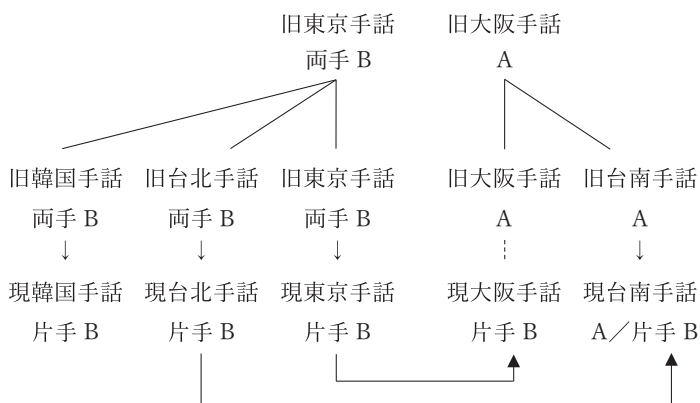 旧東京手話 旧大阪手話
両手 B A
旧韓国手話 旧台北手話 旧東京手話 旧大阪手話 旧台南手話
両手 B 両手 B 両手 B A A
現韓国手話 現台北手話 現東京手話 現大阪手話 現台南手話
片手 B 片手 B 片手 B 片手 B A／片手 B